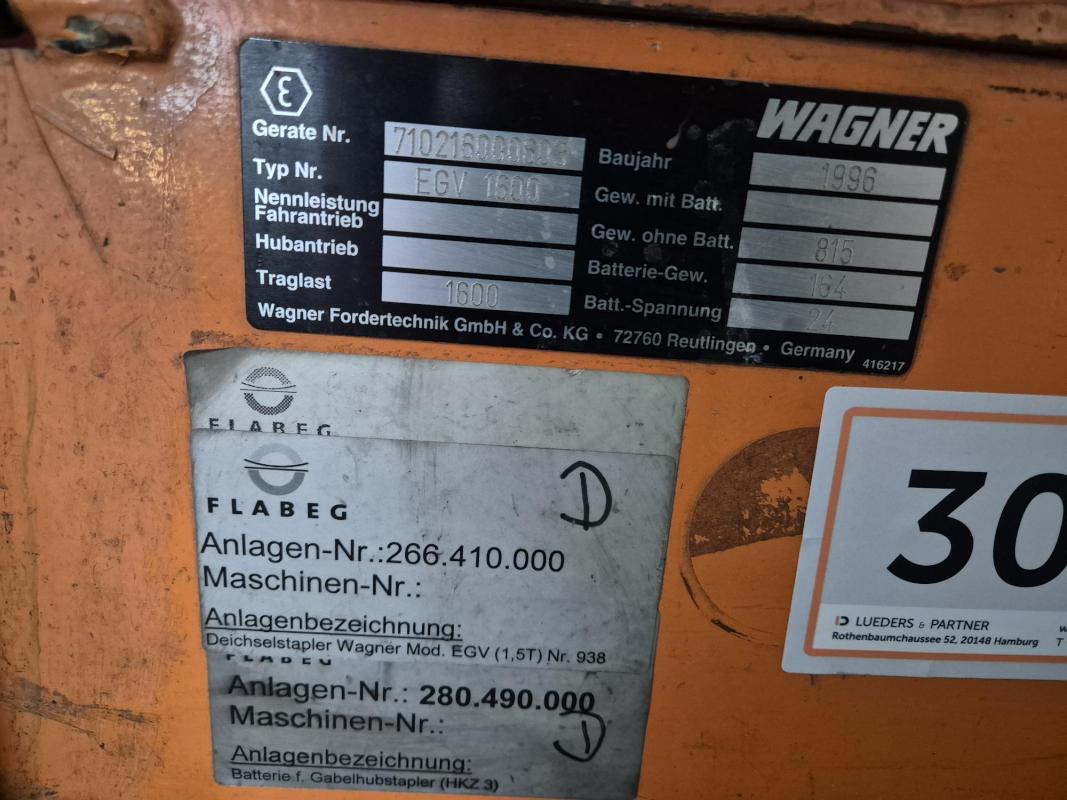 WAGNER
Gerate Nr. Baujahr 1996
Typ Nr. EGV 1600 Gew. mit Batt.
Nennleistung
Fahrantrieb Gew. ohne Batt. 815
Hubantrieb Batterie-Gew. 164
Traglast 1600 Batt.-Spannung 24
Wagner Fordertechnik GmbH & Co. KG • 72760 Reutlingen • Germany 416217
FLABEG
FLABEG
D
Anlagen-Nr.:266.410.000
Maschinen-Nr.:
Anlagenbezeichnung:
Deichselstapler Wagner Mod. EGV (1,5T) Nr. 938
FLABEG
Anlagen-Nr.: 280.490.000
Maschinen-Nr.:
D
Anlagenbezeichnung:
Batterie f. Gabelhubstapler (HKZ 3)
30
LUEDERS & PARTNER
Rothenbaumchaussee 52, 20148 Hamburg T